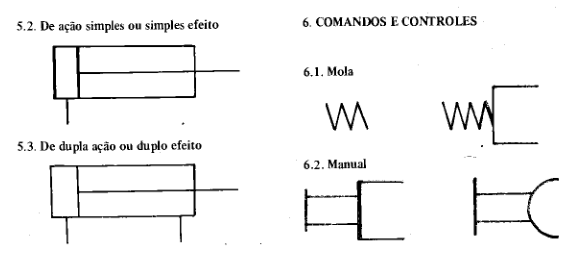 5.2. De ação simples ou simples efeito
5.3. De dupla ação ou duplo efeito
6. COMANDOS E CONTROLES
6.1. Mola
6.2. Manual